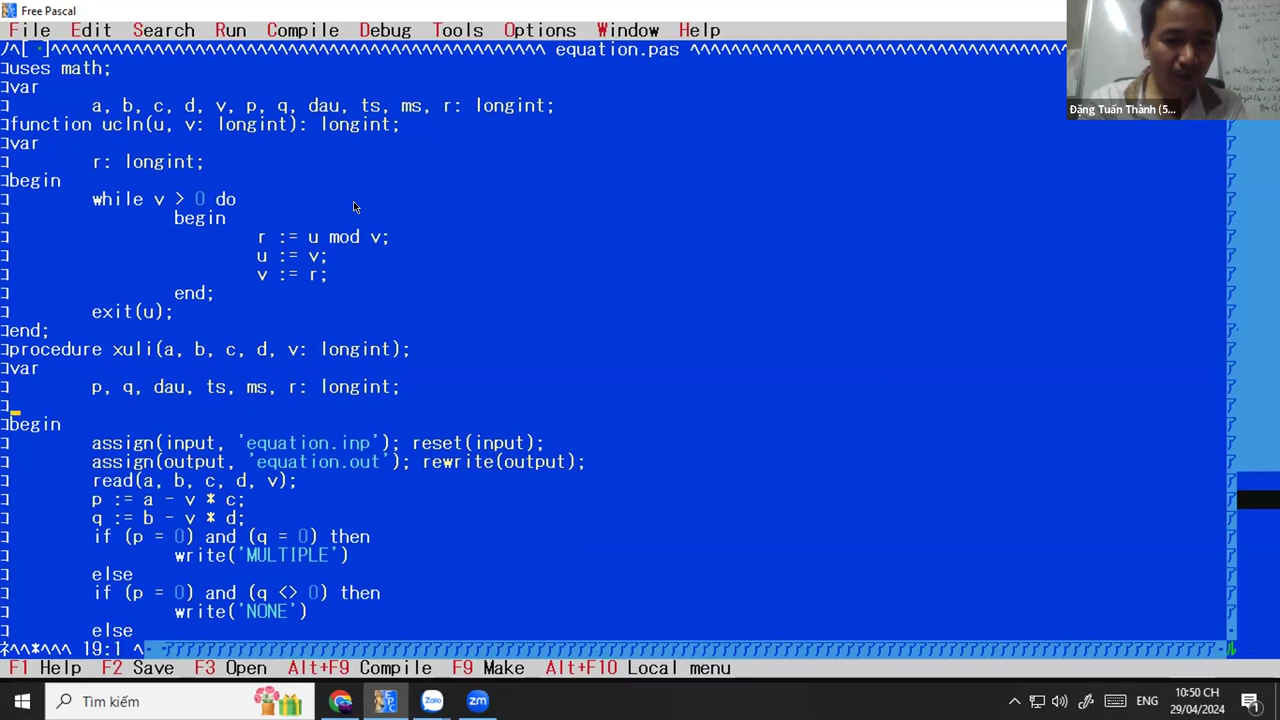 Free Pascal
File Edit Search Run Compile Debug Tools Options Window Help
equation.pas
uses math;
var
a, b, c, d, v, p, q, dau, ts, ms, r: longint;
function ucln(u, v: longint): longint;
var
r: longint;
begin
while v > 0 do
begin
r := u mod v;
u := v;
v := r;
end;
exit(u);
end;
procedure xuli(a, b, c, d, v: longint);
var
p, q, dau, ts, ms, r: longint;
begin
assign(input, 'equation.inp'); reset(input);
assign(output, 'equation.out'); rewrite(output);
read(a, b, c, d, v);
p := a - v * c;
q := b - v * d;
if (p = 0) and (q = 0) then
write('MULTIPLE')
else
if (p = 0) and (q <> 0) then
write('NONE')
else
19:1
F1 Help F2 Save F3 Open Alt+F9 Compile F9 Make Alt+F10 Local menu
Đặng Tuấn Thành (5...
Tìm kiếm
Zalo
zm
ENG
10:50 CH
29/04/2024
1